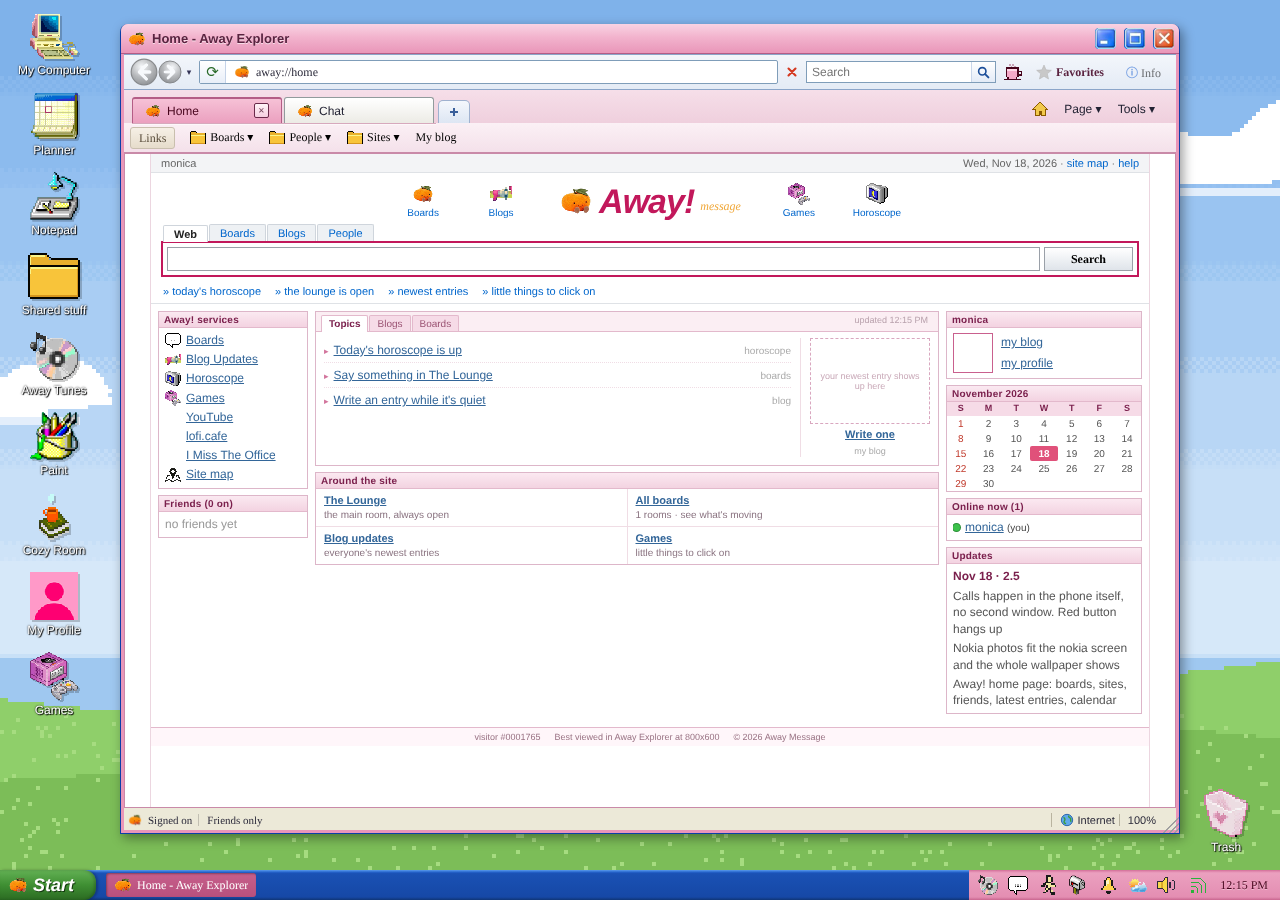 My Computer
Planner
Notepad
Shared stuff
Away Tunes
Paint
Cozy Room
My Profile
Games
Home - Away Explorer
away://home
Search
Favorites
Info
Home
Chat
Page ▾
Tools ▾
Links
Boards ▾
People ▾
Sites ▾
My blog
monica
Wed, Nov 18, 2026 · site map · help
Boards
Blogs
Away! message
Games
Horoscope
Web
Boards
Blogs
People
Search
» today's horoscope
» the lounge is open
» newest entries
» little things to click on
Away! services
Boards
Blog Updates
Horoscope
Games
YouTube
lofi.cafe
I Miss The Office
Site map
Friends (0 on)
no friends yet
Topics
Blogs
Boards
updated 12:15 PM
▸ Today's horoscope is up horoscope
▸ Say something in The Lounge boards
▸ Write an entry while it's quiet blog
your newest entry shows
up here
Write one
my blog
Around the site
The Lounge
the main room, always open
All boards
1 rooms · see what's moving
Blog updates
everyone's newest entries
Games
little things to click on
monica
my blog
my profile
November 2026
S M T W T F S
1 2 3 4 5 6 7
8 9 10 11 12 13 14
15 16 17 18 19 20 21
22 23 24 25 26 27 28
29 30
Online now (1)
monica (you)
Updates
Nov 18 · 2.5
Calls happen in the phone itself,
no second window. Red button
hangs up
Nokia photos fit the nokia screen
and the whole wallpaper shows
Away! home page: boards, sites,
friends, latest entries, calendar
visitor #0001765
Best viewed in Away Explorer at 800x600
© 2026 Away Message
Signed on
Friends only
Internet
100%
Trash
Start
Home - Away Explorer
12:15 PM